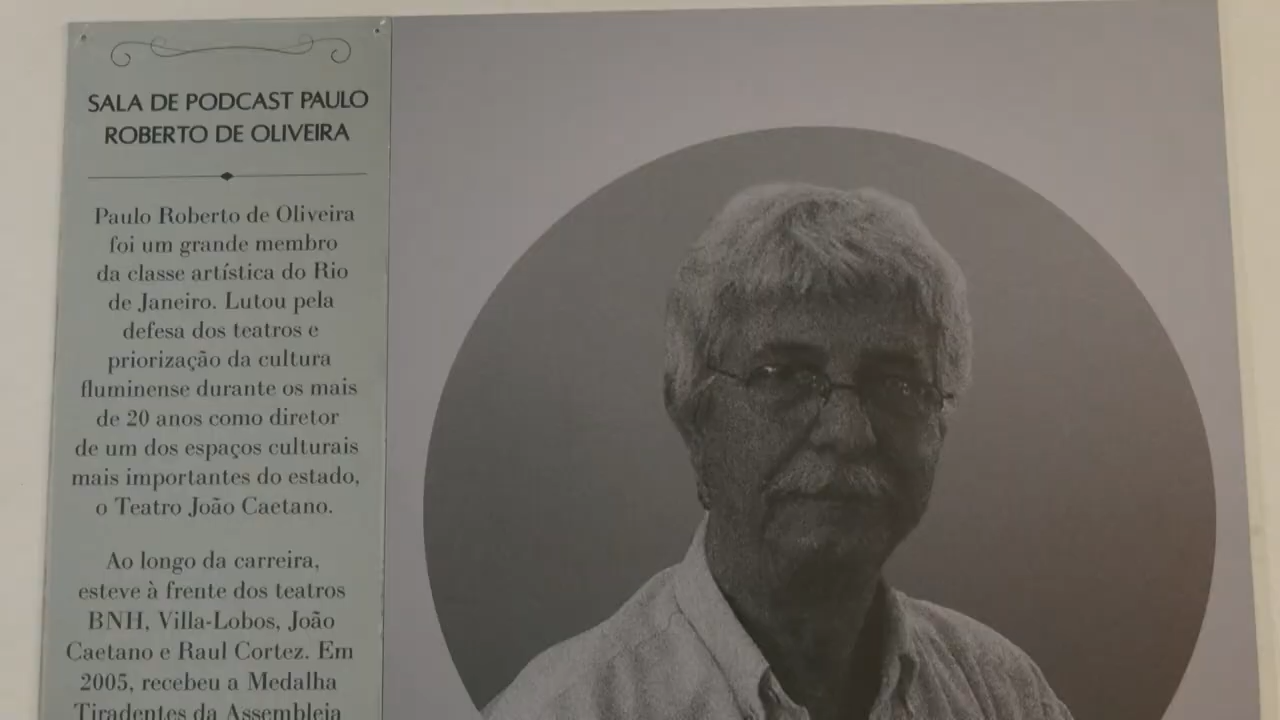 SALA DE PODCAST PAULO
ROBERTO DE OLIVEIRA
Paulo Roberto de Oliveira
foi um grande membro
da classe artística do Rio
de Janeiro. Lutou pela
defesa dos teatros e
priorização da cultura
fluminense durante os mais
de 20 anos como diretor
de um dos espaços culturais
mais importantes do estado,
o Teatro João Caetano.
Ao longo da carreira,
esteve à frente dos teatros
BNH, Villa-Lobos, João
Caetano e Raul Cortez. Em
2005, recebeu a Medalha
Tiradentes da Assembleia